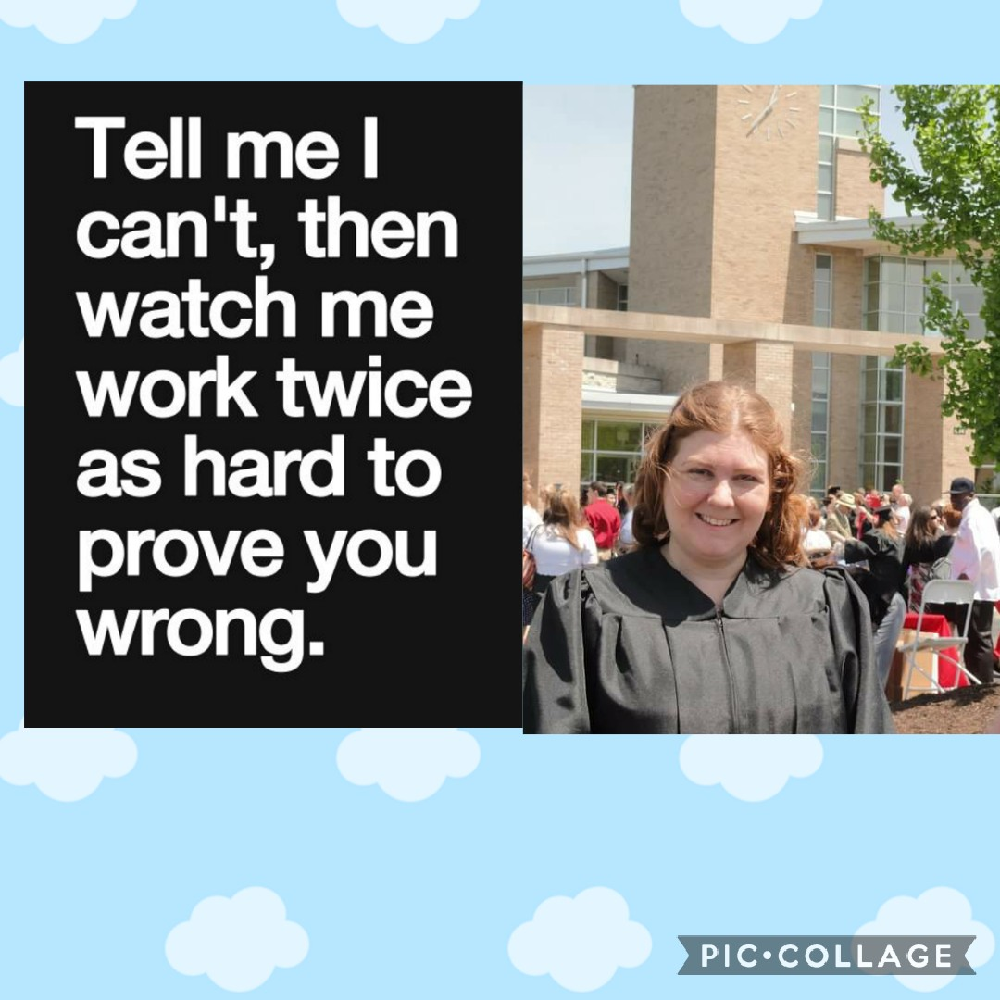 Tell me I
can't, then
watch me
work twice
as hard to
prove you
wrong.
PIC•COLLAGE